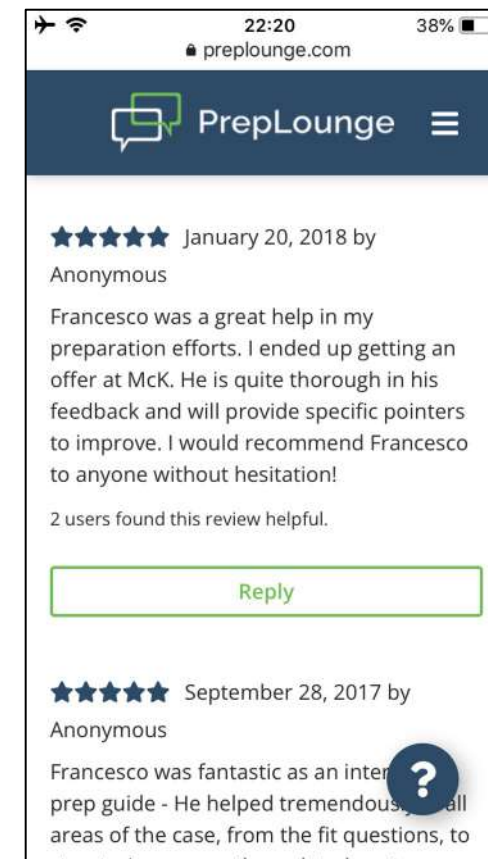 22:20
38%
preplounge.com
PrepLounge
January 20, 2018 by
Anonymous
Francesco was a great help in my
preparation efforts. I ended up getting an
offer at McK. He is quite thorough in his
feedback and will provide specific pointers
to improve. I would recommend Francesco
to anyone without hesitation!
2 users found this review helpful.
Reply
September 28, 2017 by
Anonymous
Francesco was fantastic as an
prep guide - He helped all
areas of the case, from the fit questions, to
?